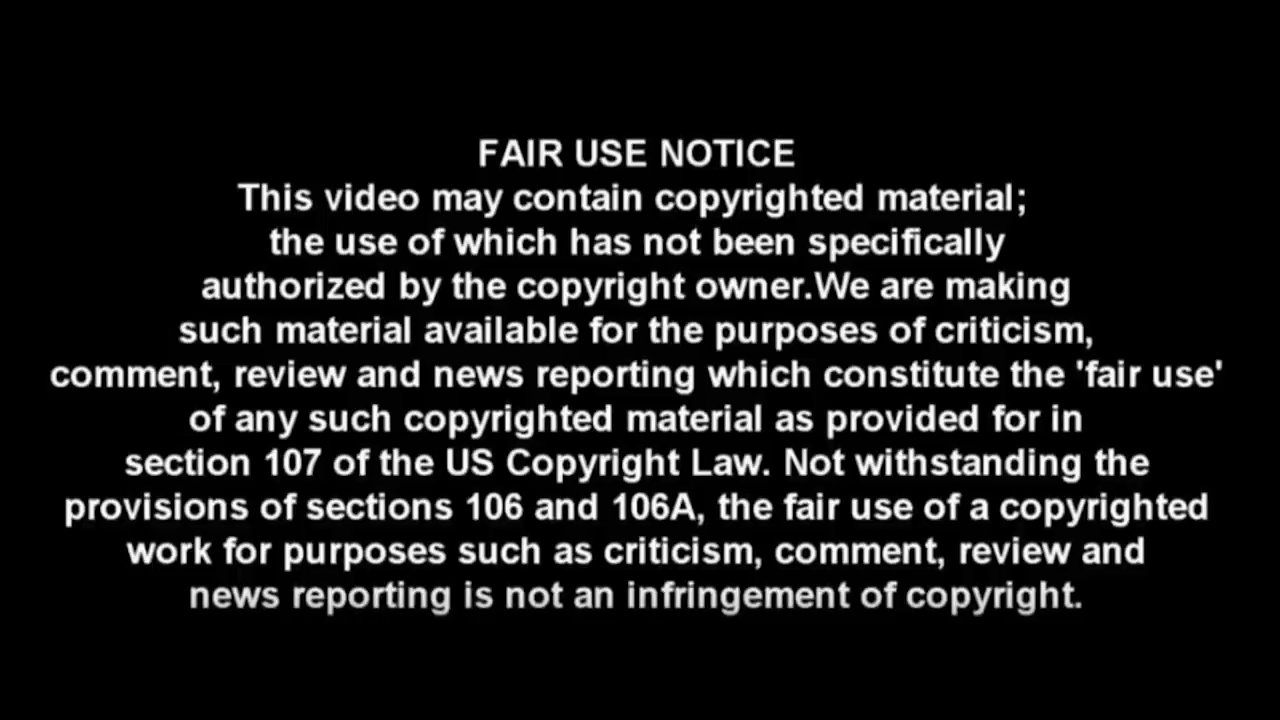 FAIR USE NOTICE
This video may contain copyrighted material;
the use of which has not been specifically
authorized by the copyright owner.We are making
such material available for the purposes of criticism,
comment, review and news reporting which constitute the 'fair use'
of any such copyrighted material as provided for in
section 107 of the US Copyright Law. Not withstanding the
provisions of sections 106 and 106A, the fair use of a copyrighted
work for purposes such as criticism, comment, review and
news reporting is not an infringement of copyright.